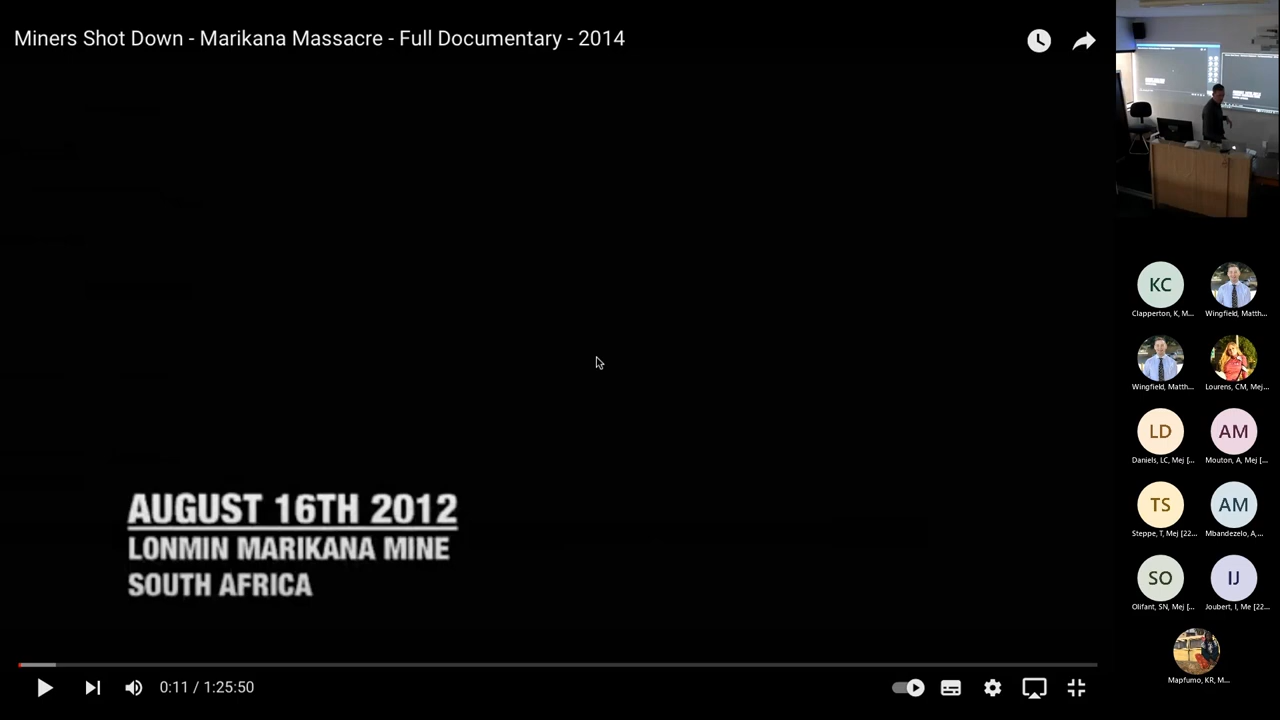 Miners Shot Down - Marikana Massacre - Full Documentary - 2014
AUGUST 16TH 2012
LONMIN MARIKANA MINE
SOUTH AFRICA
0:11 / 1:25:50
KC
Clapperton, K, M...
Wingfield, Matth...
Wingfield, Matth...
Lourens, CM, Mej...
LD
Daniels, LC, Mej [...
AM
Mouton, A, Mej [...
TS
Steppe, T, Mej [22...
AM
Mbandezelo, A,...
SO
Olifant, SN, Mej [...
IJ
Joubert, I, Me [22...
Mapfumo, KR, M...